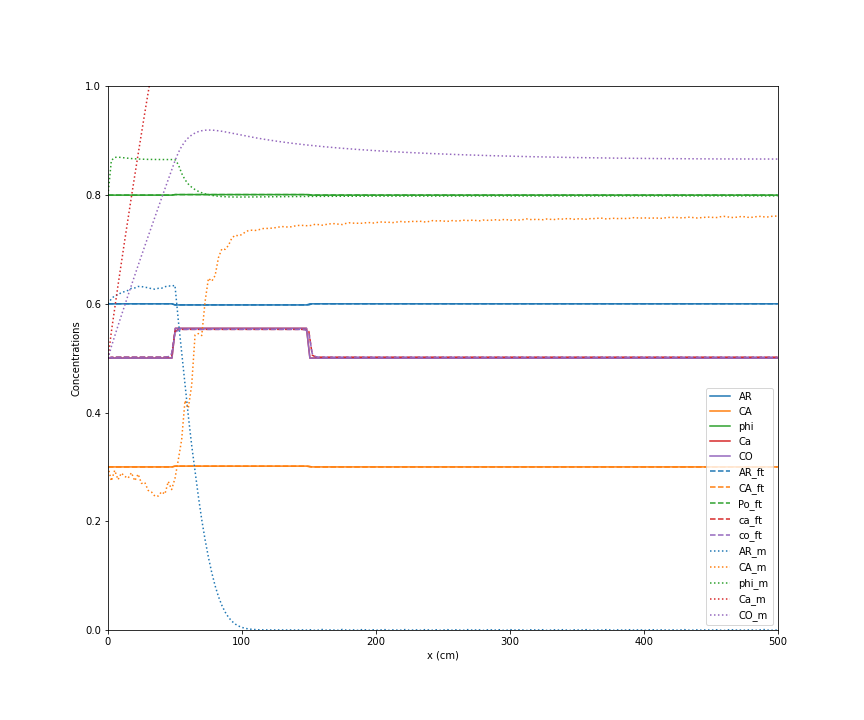 1.0
0.8
0.6
0.4
0.2
0.0
Concentrations
0 100 200 300 400 500
x (cm)
AR
CA
phi
Ca
CO
AR_ft
CA_ft
Po_ft
ca_ft
co_ft
AR_m
CA_m
phi_m
Ca_m
CO_m